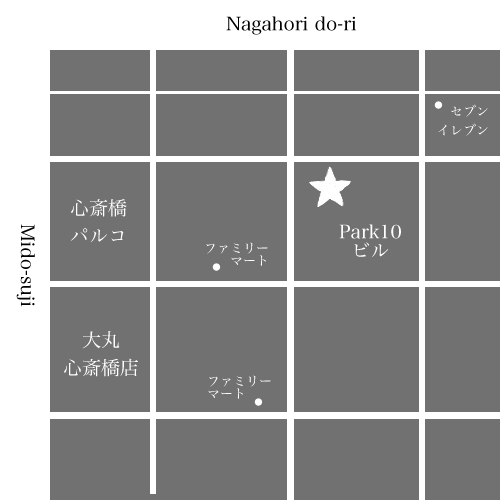 Nagahori do-ri
セブン
イレブン
心斎橋
パルコ
Mido-suji
ファミリー
マート
Park10
ビル
大丸
心斎橋店
ファミリー
マート